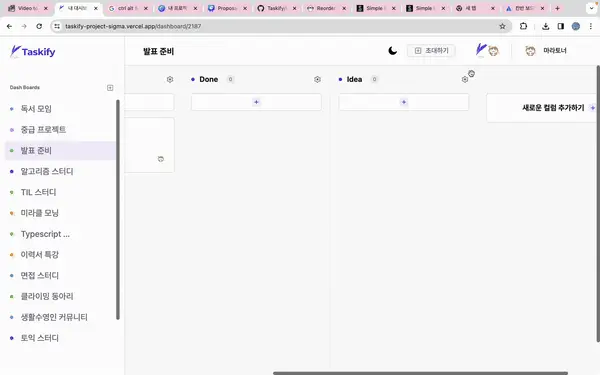 Video to
내 대시보
ctrl alt S
내 프로필
Propos
Taskify
Reorder
Simple E
Simple E
새 탭
칸반 보드
taskify-project-sigma.vercel.app/dashboard/2187
Taskify
발표 준비
초대하기
마라토너
Dash Boards
독서 모임
중급 프로젝트
발표 준비
알고리즘 스터디
TIL 스터디
미라클 모닝
Typescript ...
이력서 특강
면접 스터디
클라이밍 동아리
생활수영인 커뮤니티
토익 스터디
Done 0
+
Idea 0
+
새로운 컬럼 추가하기 +